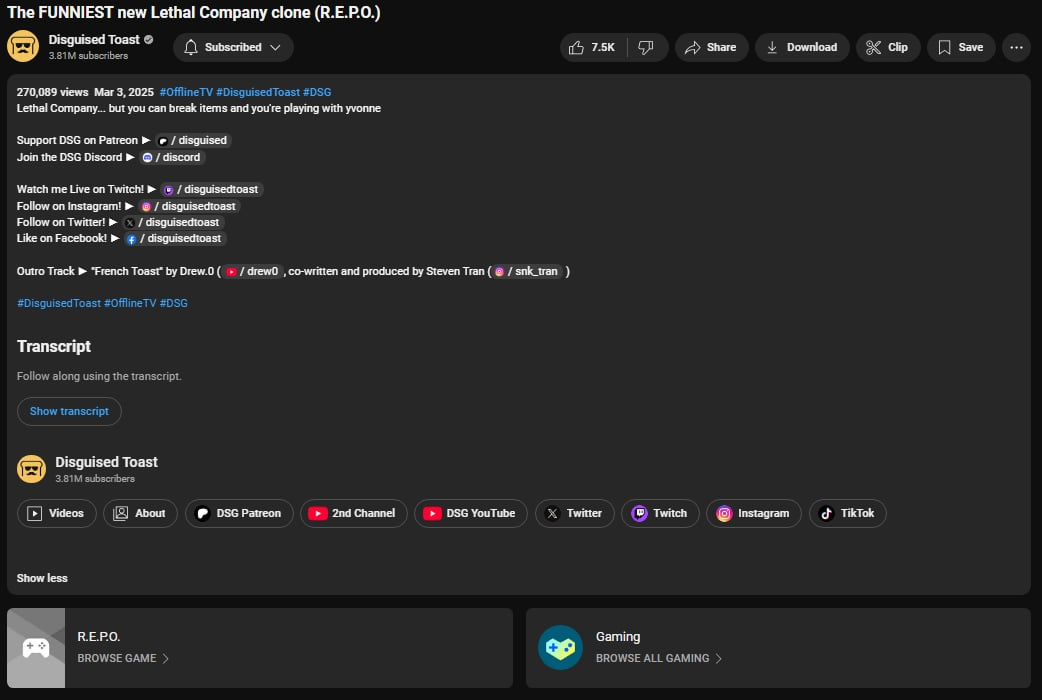 The FUNNIEST new Lethal Company clone (R.E.P.O.)
Disguised Toast
3.81M subscribers
Subscribed
7.5K
Share
Download
Clip
Save
270,089 views Mar 3, 2025 #OfflineTV #DisguisedToast #DSG
Lethal Company... but you can break items and you're playing with yvonne
Support DSG on Patreon ► / disguised
Join the DSG Discord ► / discord
Watch me Live on Twitch! ► / disguisedtoast
Follow on Instagram! ► / disguisedtoast
Follow on Twitter! ► / disguisedtoast
Like on Facebook! ► / disguisedtoast
Outro Track ► "French Toast" by Drew.0 ( / drew0 , co-written and produced by Steven Tran ( / snk_tran )
#DisguisedToast #OfflineTV #DSG
Transcript
Follow along using the transcript.
Show transcript
Disguised Toast
3.81M subscribers
Videos
About
DSG Patreon
2nd Channel
DSG YouTube
Twitter
Twitch
Instagram
TikTok
Show less
R.E.P.O.
BROWSE GAME
Gaming
BROWSE ALL GAMING